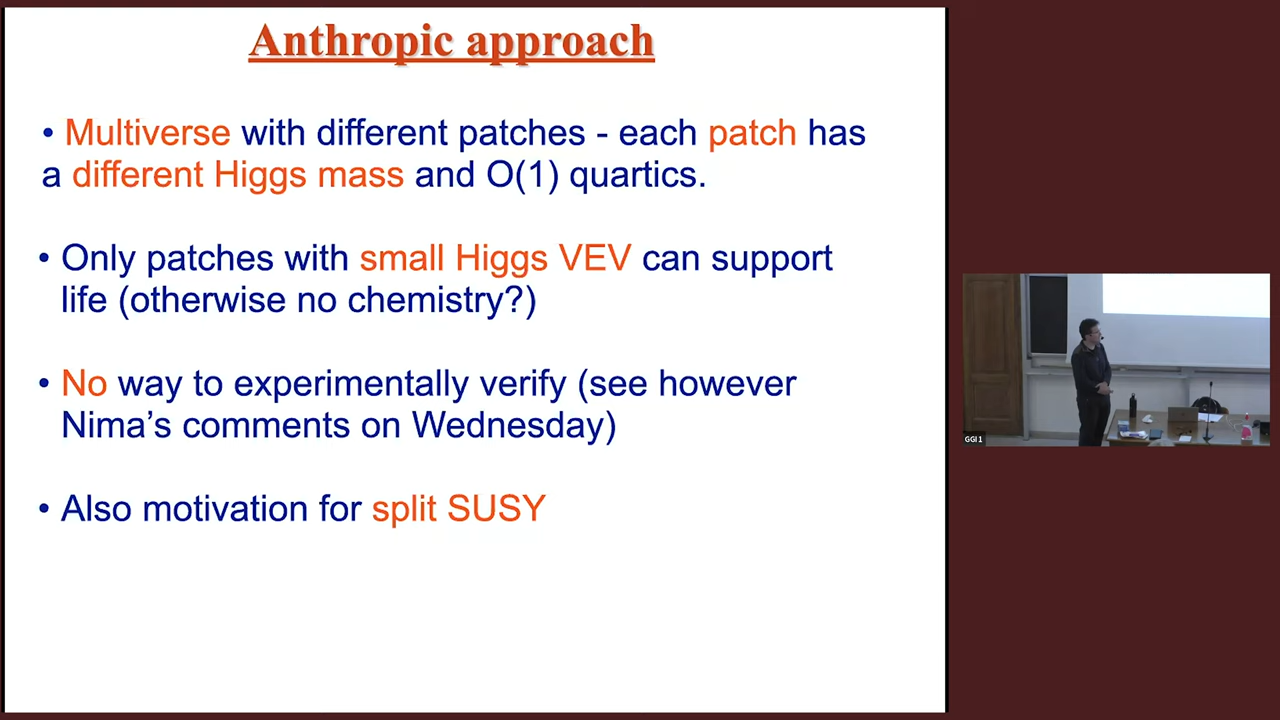 Anthropic approach
• Multiverse with different patches - each patch has
a different Higgs mass and O(1) quartics.
• Only patches with small Higgs VEV can support
life (otherwise no chemistry?)
• No way to experimentally verify (see however
Nima's comments on Wednesday)
• Also motivation for split SUSY
GGI 1